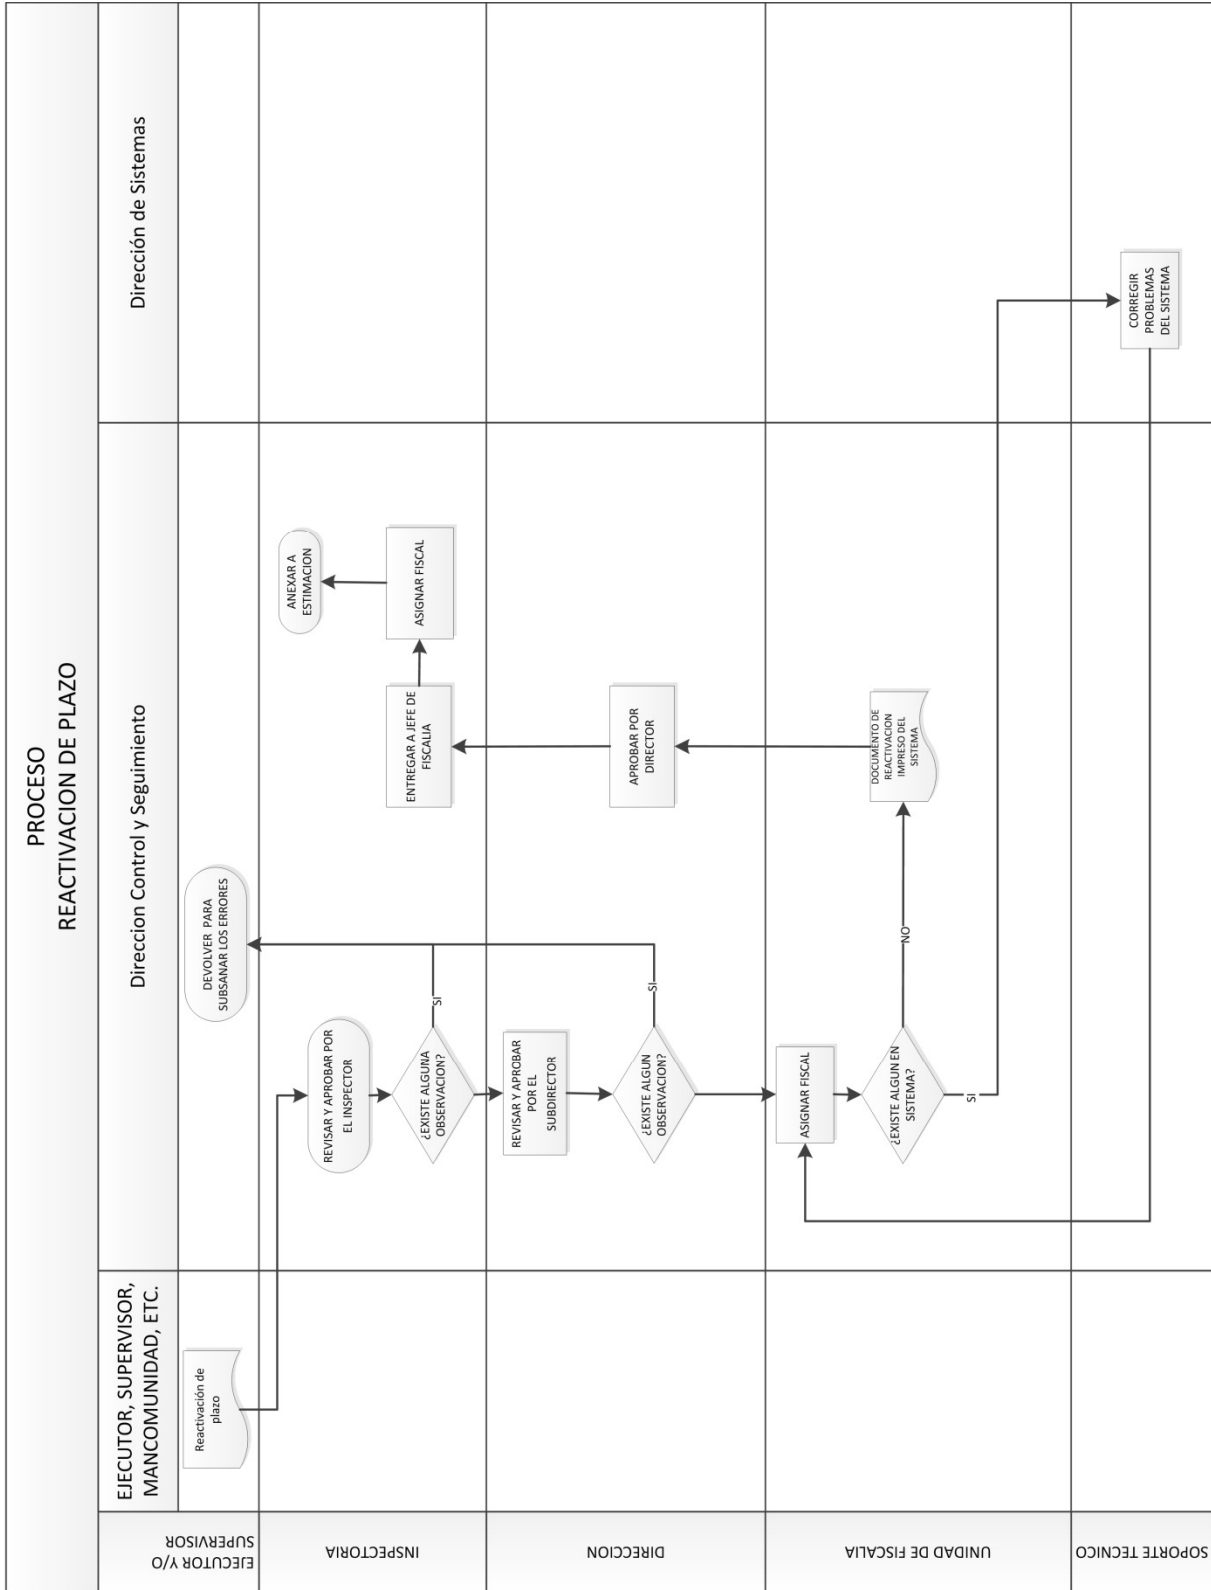 PROCESO
REACTIVACION DE PLAZO
EJECUTOR, SUPERVISOR,
MANCOMUNIDAD, ETC.
Direccion Control y Seguimiento
Dirección de Sistemas
EJECUTOR Y/O
SUPERVISOR
Reactivación de
plazo
DEVOLVER PARA
SUBSANAR LOS ERRORES
INSPECTORIA
REVISAR Y APROBAR POR
EL INSPECTOR
¿EXISTE ALGUNA
OBSERVACION?
SI
ENTREGAR A JEFE DE
FISCALIA
ASIGNAR FISCAL
ANEXAR A
ESTIMACION
DIRECCION
REVISAR Y APROBAR
POR EL
SUBDIRECTOR
¿EXISTE ALGUN
OBSERVACION?
SI
APROBAR POR
DIRECTOR
UNIDAD DE FISCALIA
ASIGNAR FISCAL
¿EXISTE ALGUN EN
SISTEMA?
NO
SI
DOCUMENTO DE
REACTIVACION
IMPRESO DEL
SISTEMA
SOPORTE TECNICO
CORREGIR
PROBLEMAS
DEL SISTEMA